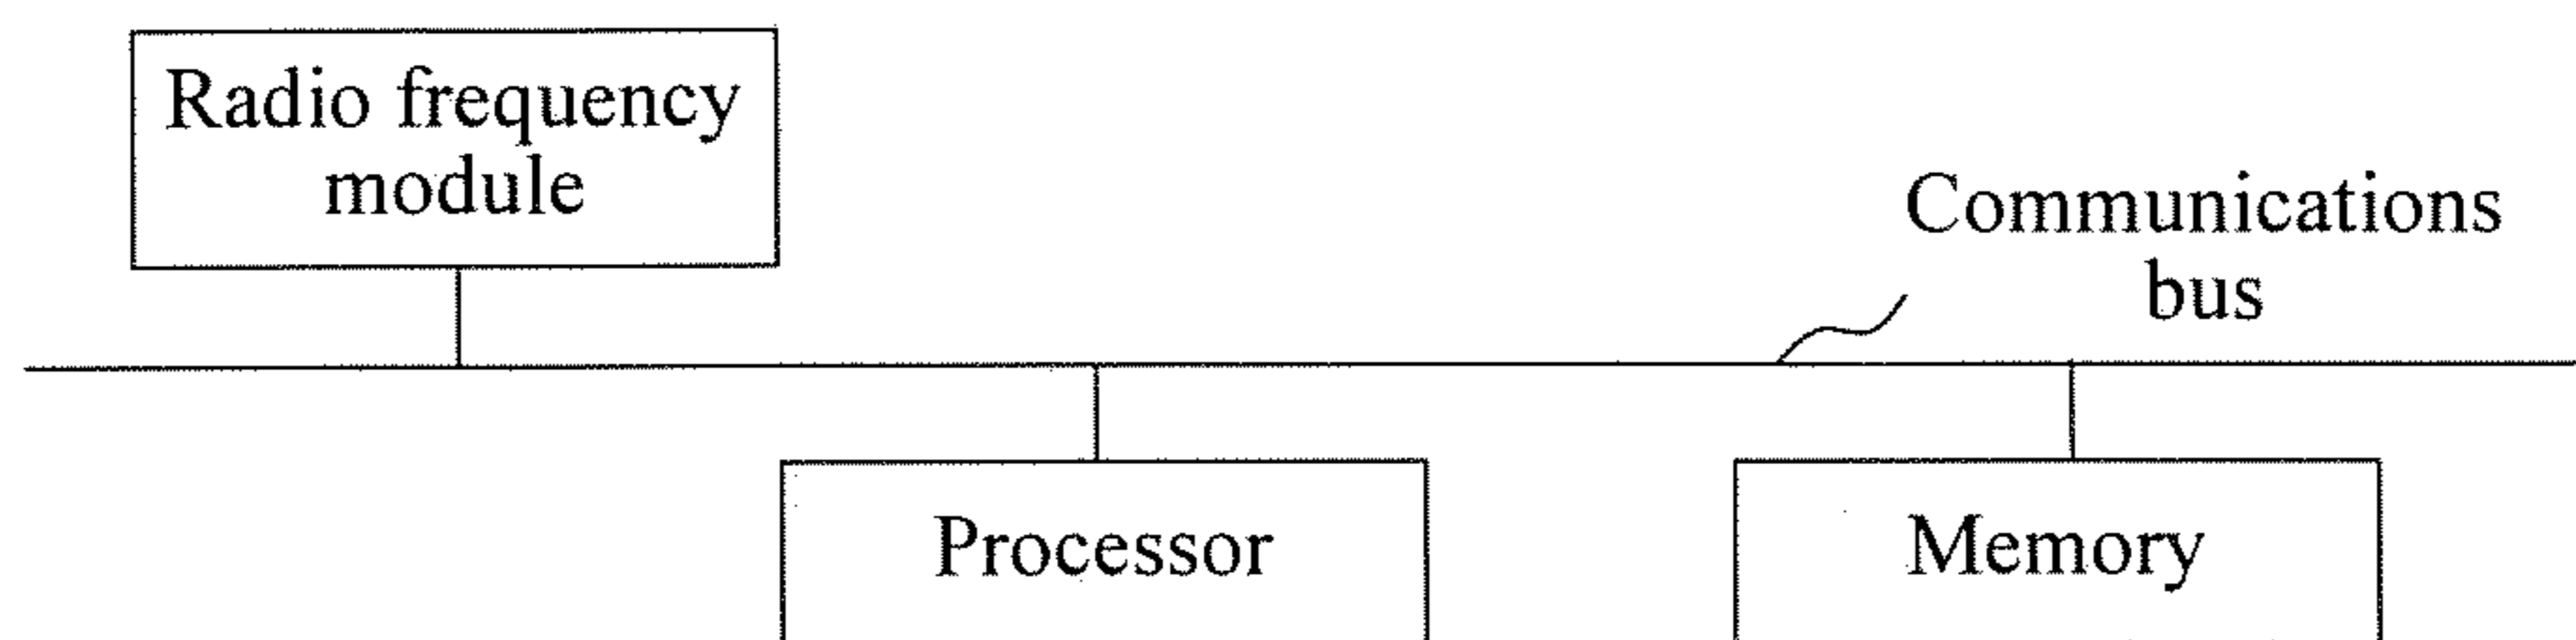 Radio frequency
module
Communications
bus
Processor
Memory